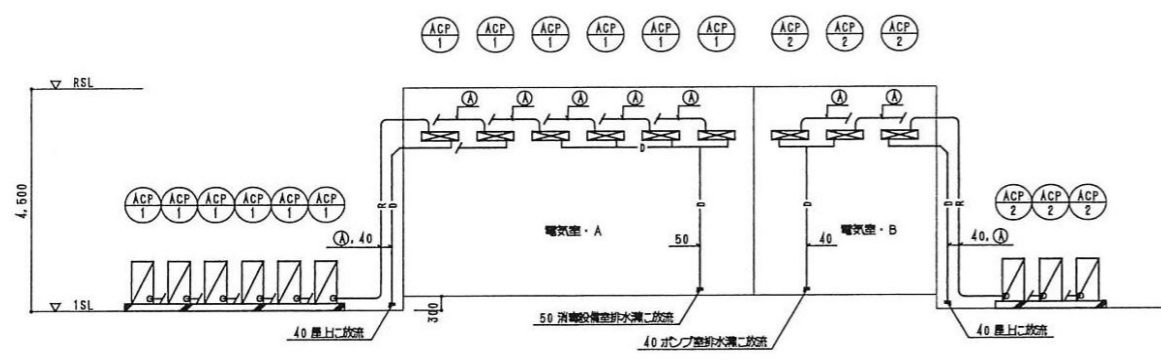 ACP 1 ACP 1 ACP 1 ACP 1 ACP 1 ACP 1 ACP 2 ACP 2 ACP 2
RSL
Ⓐ Ⓐ Ⓐ Ⓐ Ⓐ Ⓐ Ⓐ
D
4,500
ACP 1 ACP 1 ACP 1 ACP 1 ACP 1 ACP 1
R D D D D R
ACP 2 ACP 2 ACP 2
電気室・A
電気室・B
Ⓐ, 40
50
40
40, Ⓐ
1SL
300
40 屋上に放流
50 消毒設備室排水溝に放流
40 ポンプ室排水溝に放流
40 屋上に放流